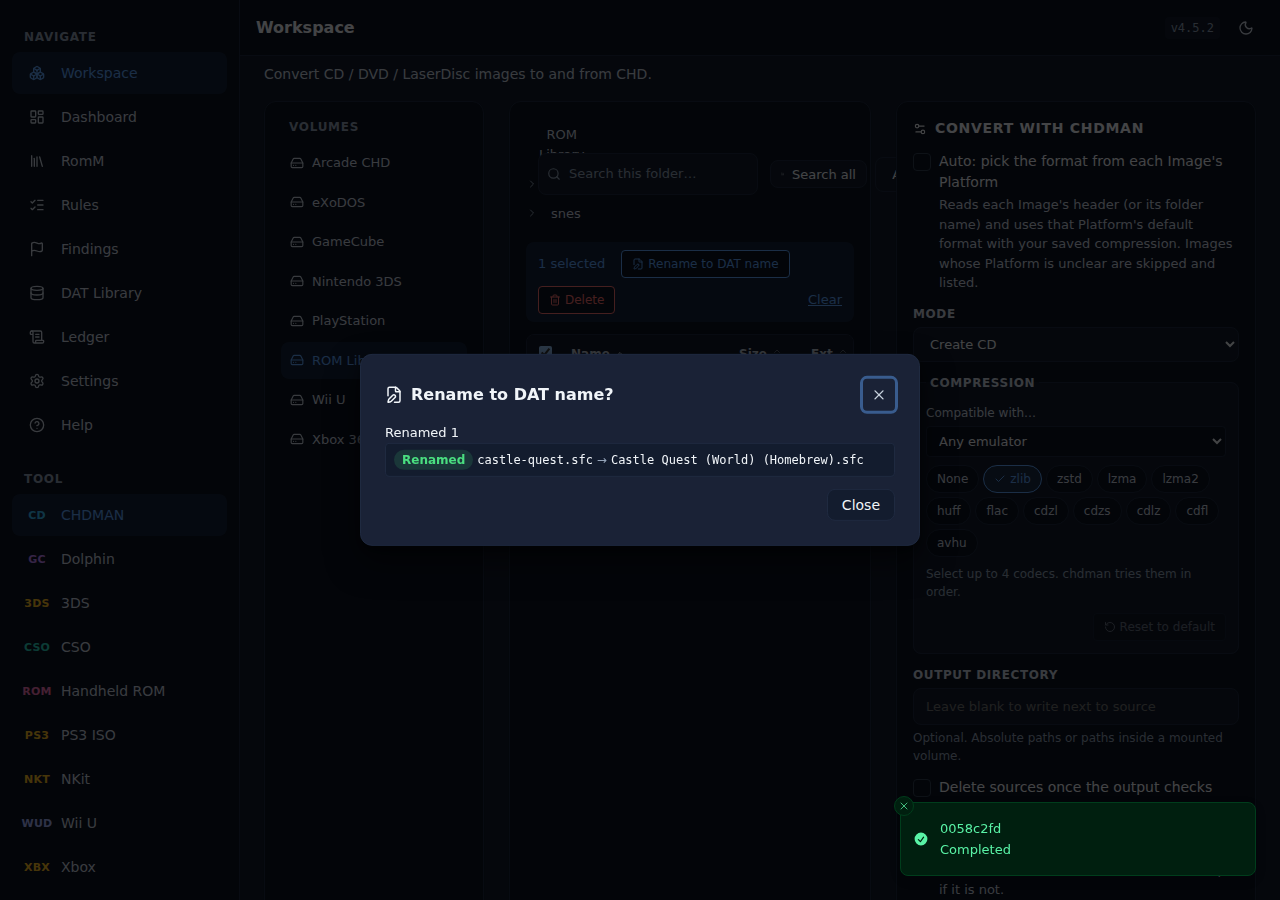 NAVIGATE
Workspace
Dashboard
RomM
Rules
Findings
DAT Library
Ledger
Settings
Help
TOOL
CD CHDMAN
GC Dolphin
3DS 3DS
CSO CSO
ROM Handheld ROM
PS3 PS3 ISO
NKT NKit
WUD Wii U
XBX Xbox
Workspace
v4.5.2
Convert CD / DVD / LaserDisc images to and from CHD.
VOLUMES
Arcade CHD
eXoDOS
GameCube
Nintendo 3DS
PlayStation
ROM Lib
Wii U
Xbox 36
ROM
Library
Search this folder...
Search all
snes
1 selected
Rename to DAT name
Delete
Clear
Name
Size
Ext
Rename to DAT name?
Renamed 1
Renamed castle-quest.sfc → Castle Quest (World) (Homebrew).sfc
Close
CONVERT WITH CHDMAN
Auto: pick the format from each Image's
Platform
Reads each Image's header (or its folder
name) and uses that Platform's default
format with your saved compression. Images
whose Platform is unclear are skipped and
listed.
MODE
Create CD
COMPRESSION
Compatible with...
Any emulator
None zlib zstd lzma lzma2
huff flac cdzl cdzs cdlz cdfl
avhu
Select up to 4 codecs. chdman tries them in
order.
Reset to default
OUTPUT DIRECTORY
Leave blank to write next to source
Optional. Absolute paths or paths inside a mounted
volume.
Delete sources once the output checks
0058c2fd
Completed
if it is not.